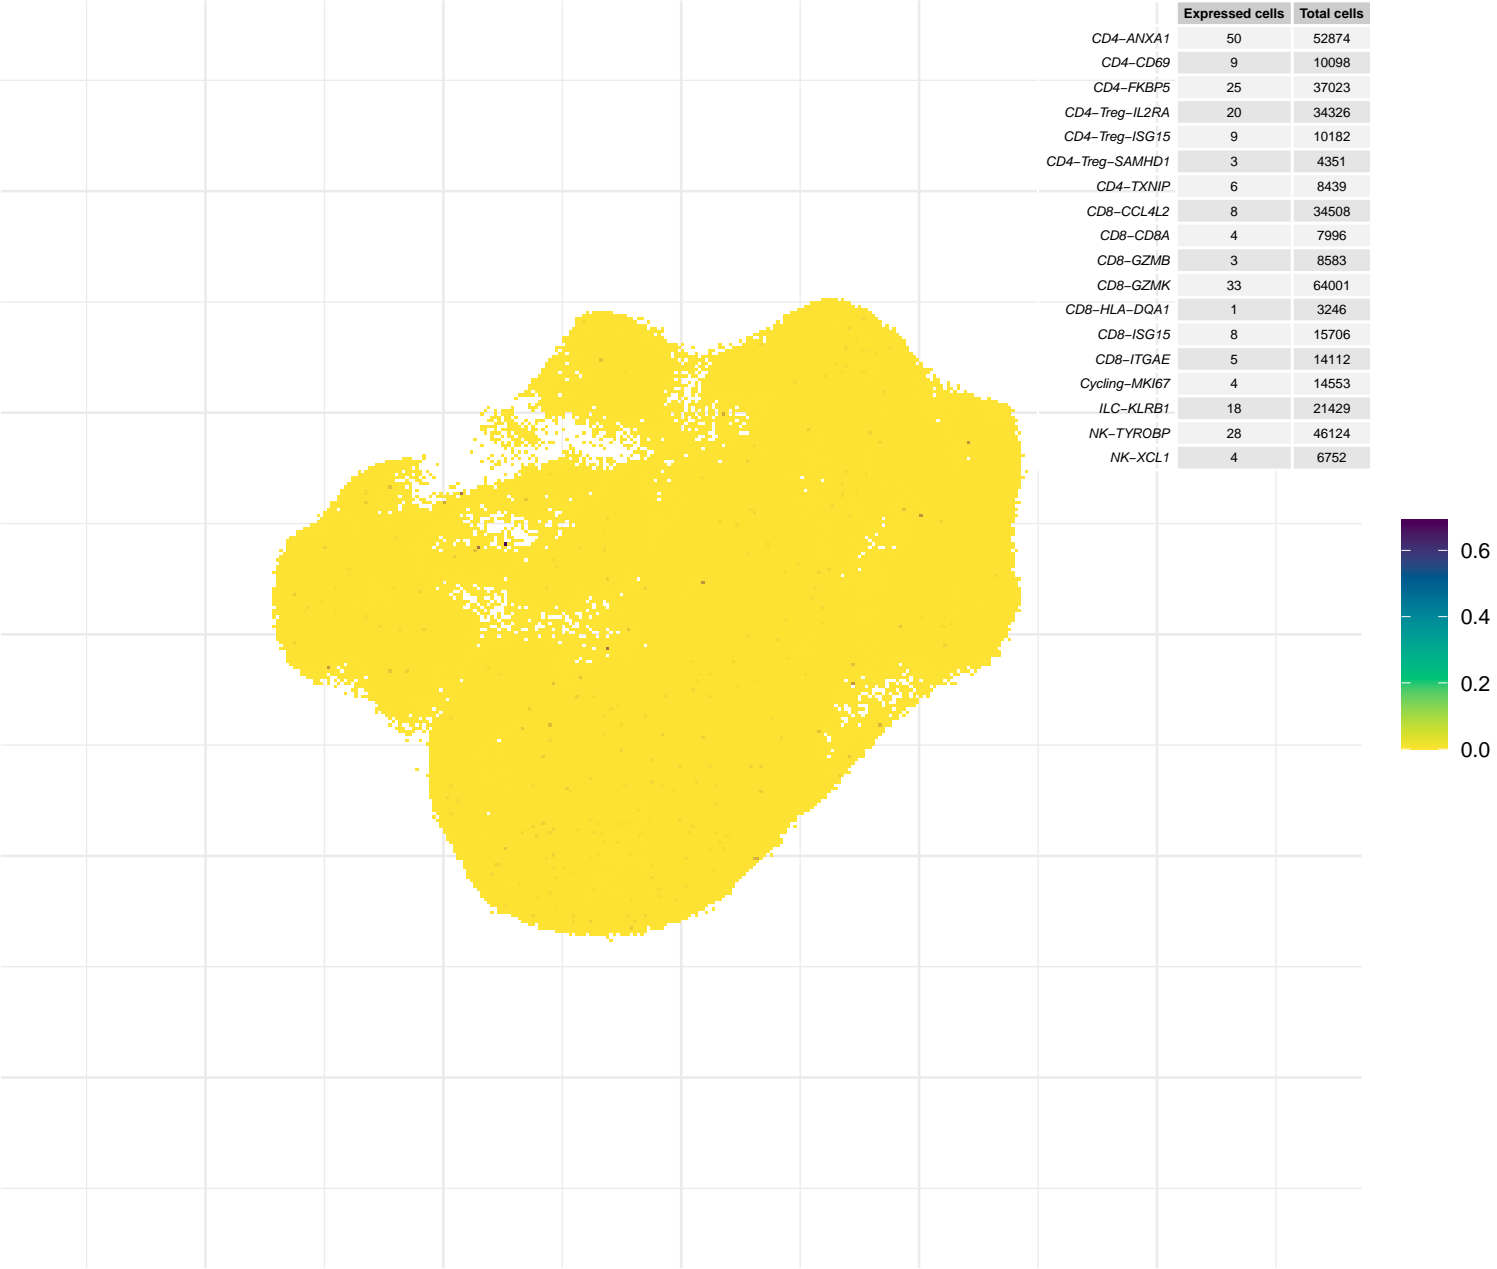 Expressed cells Total cells
CD4−ANXA1 50 52874
CD4−CD69 9 10098
CD4−FKBP5 25 37023
CD4−Treg−IL2RA 20 34326
CD4−Treg−ISG15 9 10182
CD4−Treg−SAMHD1 3 4351
CD4−TXNIP 6 8439
CD8−CCL4L2 8 34508
CD8−CD8A 4 7996
CD8−GZMB 3 8583
CD8−GZMK 33 64001
CD8−HLA−DQA1 1 3246
CD8−ISG15 8 15706
CD8−ITGAE 5 14112
Cycling−MKI67 4 14553
ILC−KLRB1 18 21429
NK−TYROBP 28 46124
NK−XCL1 4 6752
0.6
0.4
0.2
0.0